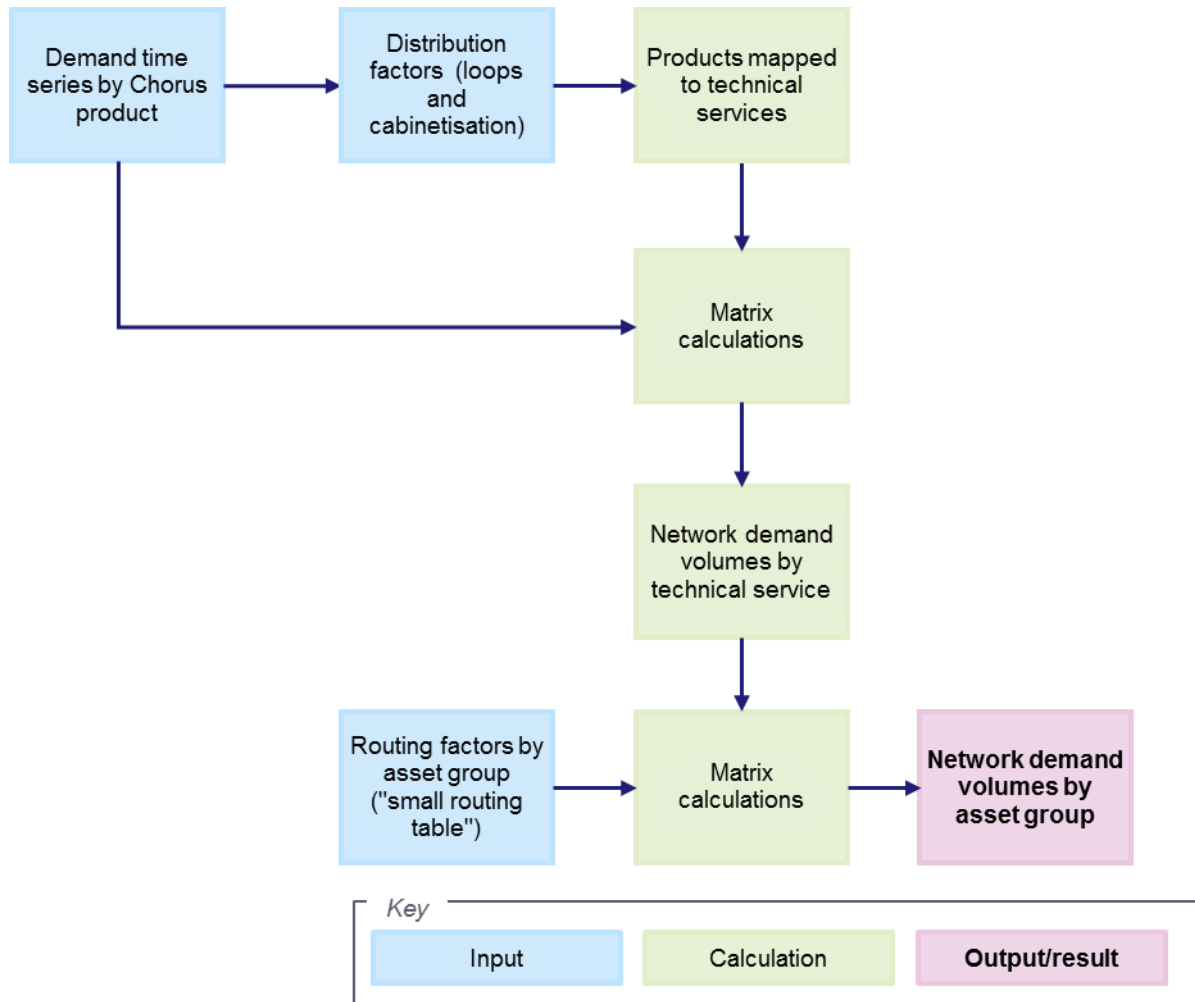 Demand time
series by Chorus
product
Distribution
factors (loops
and
cabinetisation)
Products mapped
to technical
services
Matrix
calculations
Network demand
volumes by
technical service
Routing factors by
asset group
("small routing
table")
Matrix
calculations
Network demand
volumes by
asset group
Key
Input
Calculation
Output/result